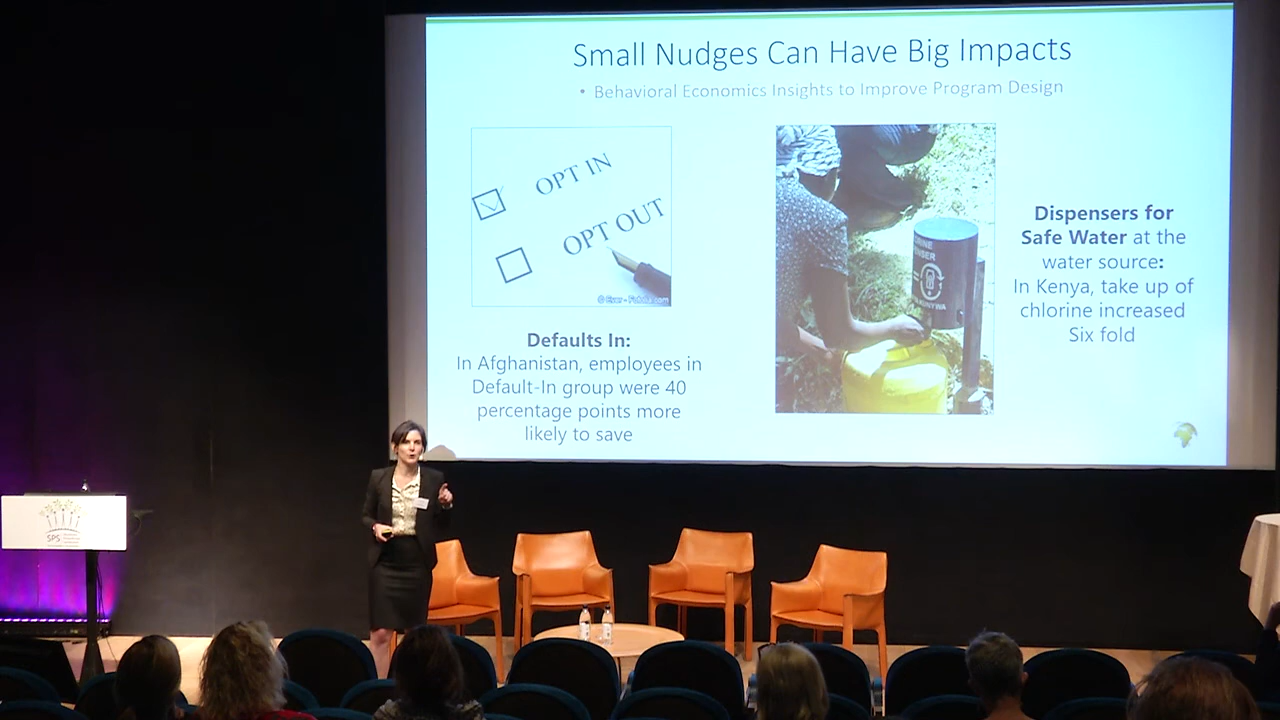 Small Nudges Can Have Big Impacts
• Behavioral Economics Insights to Improve Program Design
OPT IN
OPT OUT
Defaults In:
In Afghanistan, employees in
Default-In group were 40
percentage points more
likely to save
Dispensers for
Safe Water at the
water source:
In Kenya, take up of
chlorine increased
Six fold
SPS